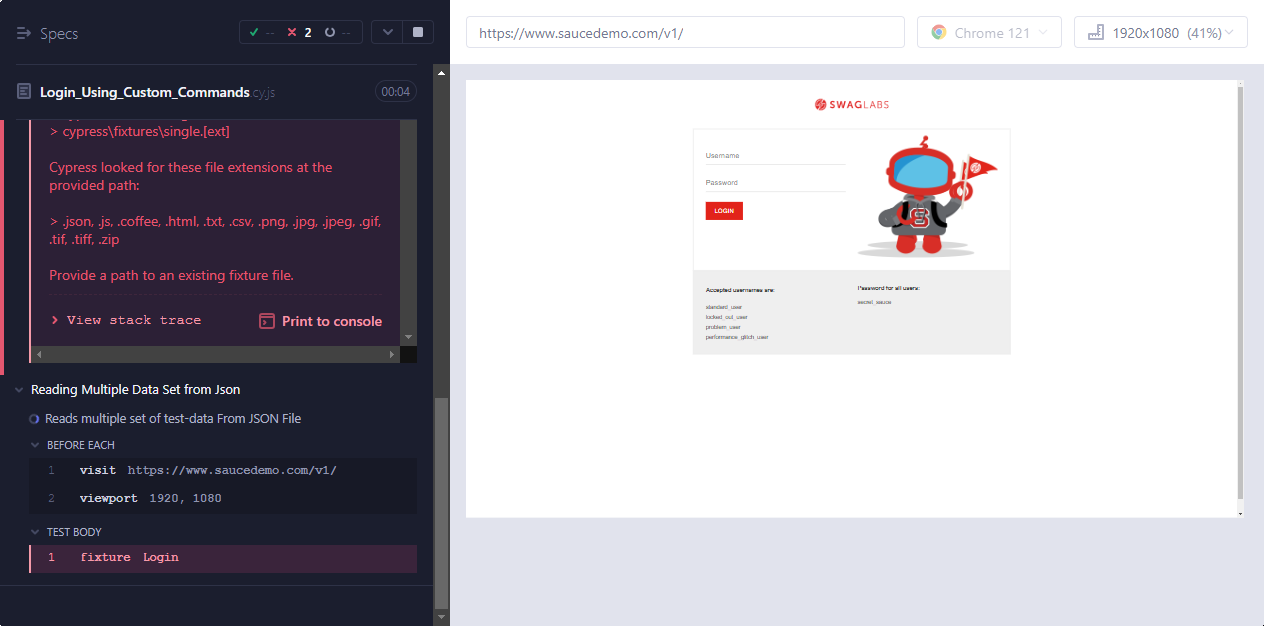 Specs
-- 2 --
Login_Using_Custom_Commands cy.js
00:04
> cypress\fixtures\single.[ext]
Cypress looked for these file extensions at the
provided path:
> .json, .js, .coffee, .html, .txt, .csv, .png, .jpg, .jpeg, .gif,
.tif, .tiff, .zip
Provide a path to an existing fixture file.
View stack trace
Print to console
Reading Multiple Data Set from Json
Reads multiple set of test-data From JSON File
BEFORE EACH
1 visit https://www.saucedemo.com/v1/
2 viewport 1920, 1080
TEST BODY
1 fixture Login
https://www.saucedemo.com/v1/
Chrome 121
1920x1080 (41%)
SWAGLABS
Username
Password
LOGIN
Accepted usernames are:
standard_user
locked_out_user
problem_user
performance_glitch_user
Password for all users:
secret_sauce